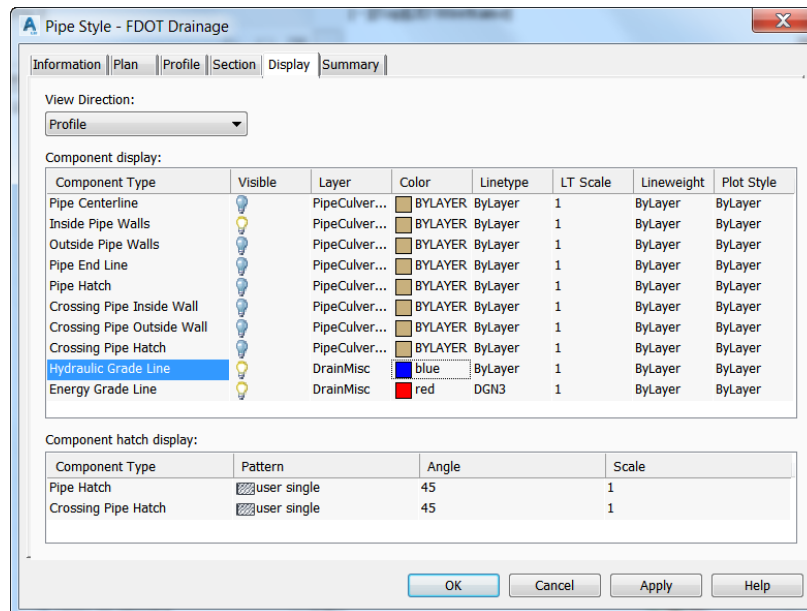 Pipe Style - FDOT Drainage
Information Plan Profile Section Display Summary
View Direction:
Profile
Component display:
Component Type Visible Layer Color Linetype LT Scale Lineweight Plot Style
Pipe Centerline PipeCulver... BYLAYER ByLayer 1 ByLayer ByLayer
Inside Pipe Walls PipeCulver... BYLAYER ByLayer 1 ByLayer ByLayer
Outside Pipe Walls PipeCulver... BYLAYER ByLayer 1 ByLayer ByLayer
Pipe End Line PipeCulver... BYLAYER ByLayer 1 ByLayer ByLayer
Pipe Hatch PipeCulver... BYLAYER ByLayer 1 ByLayer ByLayer
Crossing Pipe Inside Wall PipeCulver... BYLAYER ByLayer 1 ByLayer ByLayer
Crossing Pipe Outside Wall PipeCulver... BYLAYER ByLayer 1 ByLayer ByLayer
Crossing Pipe Hatch PipeCulver... BYLAYER ByLayer 1 ByLayer ByLayer
Hydraulic Grade Line DrainMisc blue ByLayer 1 ByLayer ByLayer
Energy Grade Line DrainMisc red DGN3 1 ByLayer ByLayer
Component hatch display:
Component Type Pattern Angle Scale
Pipe Hatch user single 45 1
Crossing Pipe Hatch user single 45 1
OK Cancel Apply Help